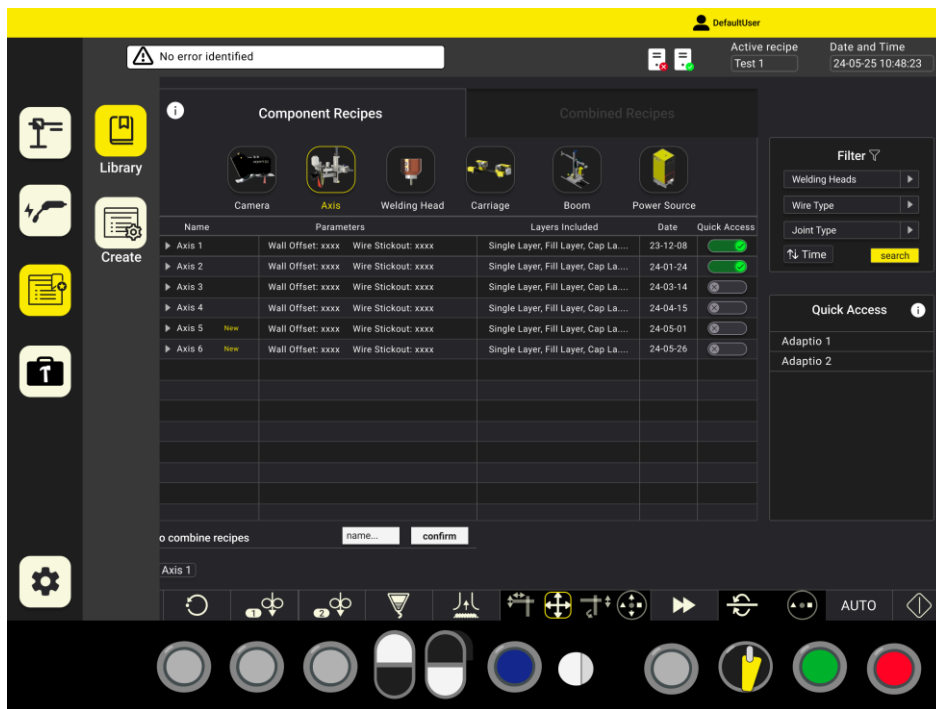 DefaultUser
No error identified
Active recipe
Test 1
Date and Time
24-05-25 10:48:23
Library
Create
Component Recipes
Combined Recipes
Camera
Axis
Welding Head
Carriage
Boom
Power Source
Name Parameters Layers Included Date Quick Access
Axis 1 Wall Offset: xxxx Wire Stickout: xxxx Single Layer, Fill Layer, Cap La.... 23-12-08
Axis 2 Wall Offset: xxxx Wire Stickout: xxxx Single Layer, Fill Layer, Cap La.... 24-01-24
Axis 3 Wall Offset: xxxx Wire Stickout: xxxx Single Layer, Fill Layer, Cap La.... 24-03-14
Axis 4 Wall Offset: xxxx Wire Stickout: xxxx Single Layer, Fill Layer, Cap La.... 24-04-15
Axis 5 New Wall Offset: xxxx Wire Stickout: xxxx Single Layer, Fill Layer, Cap La.... 24-05-01
Axis 6 New Wall Offset: xxxx Wire Stickout: xxxx Single Layer, Fill Layer, Cap La.... 24-05-26
Filter
Welding Heads
Wire Type
Joint Type
Time
search
Quick Access
Adaptio 1
Adaptio 2
o combine recipes
name...
confirm
Axis 1
1
2
AUTO